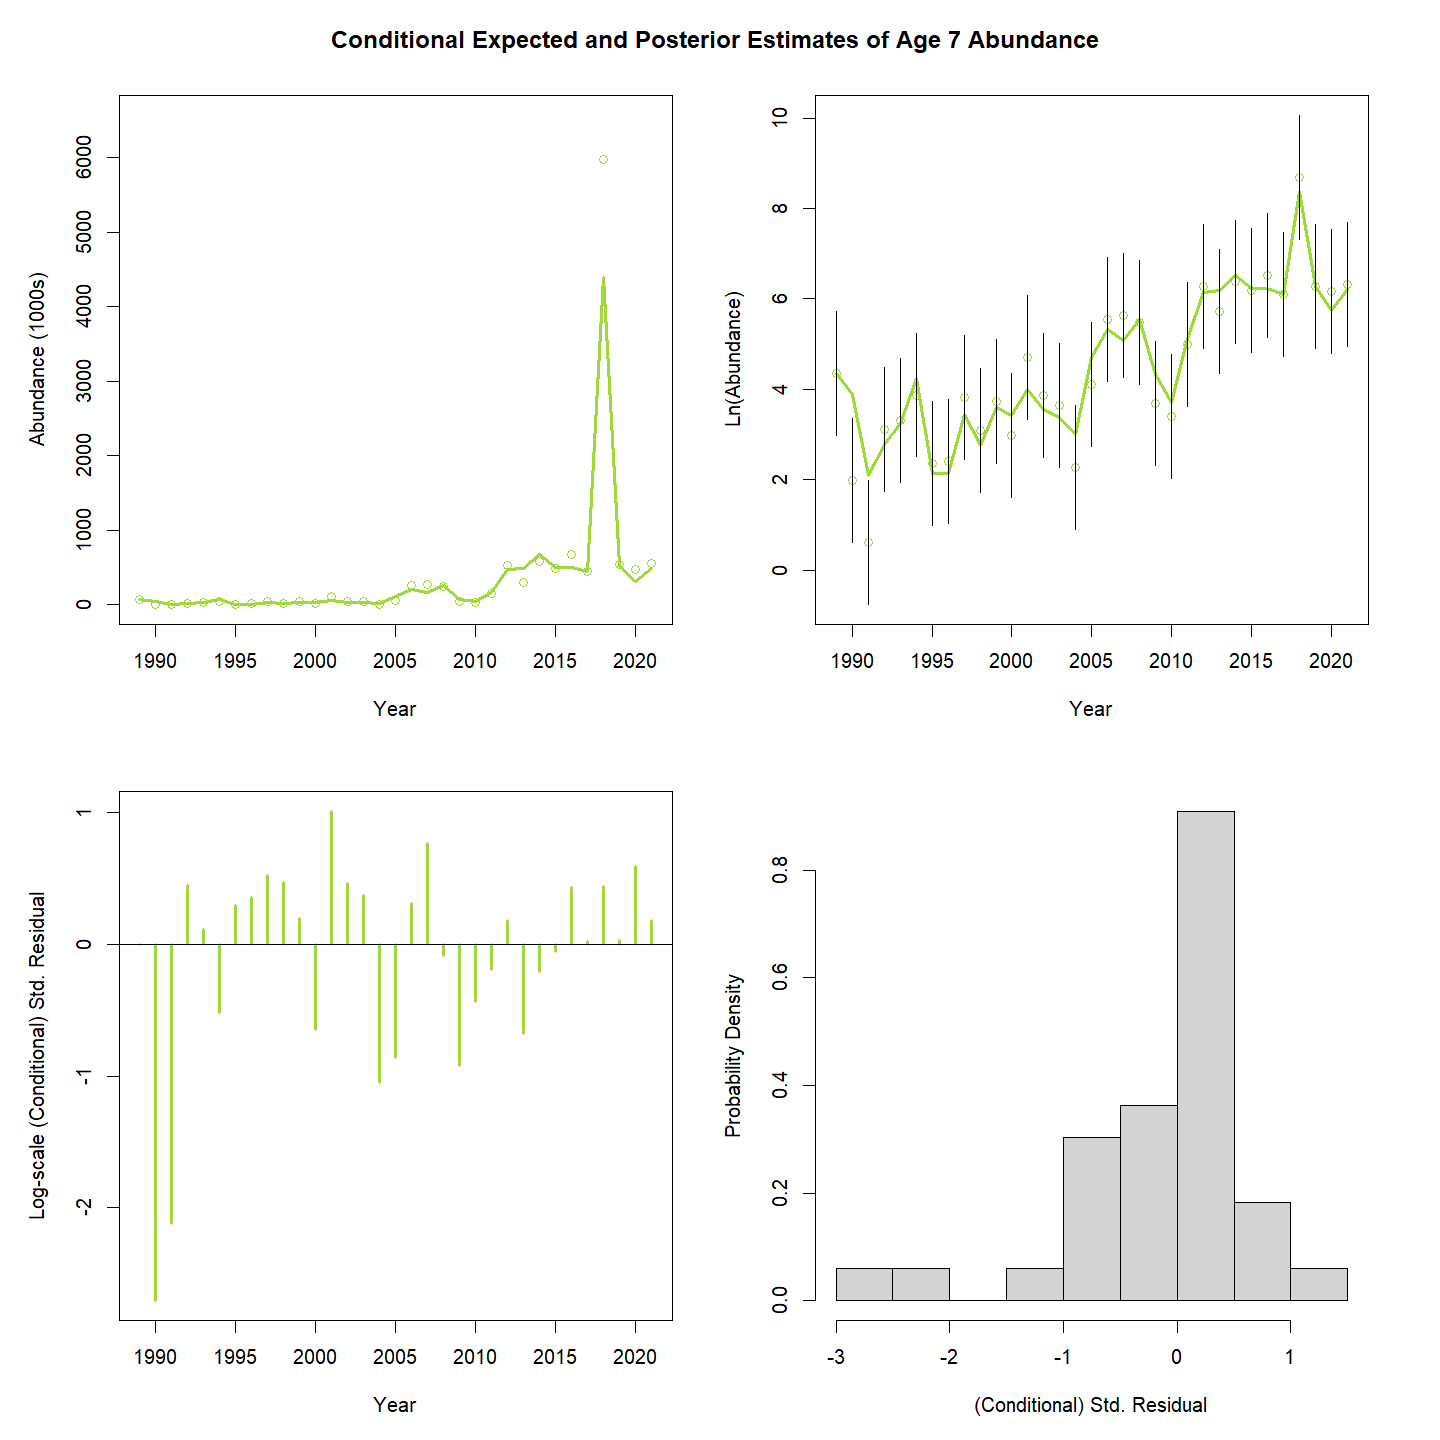 Conditional Expected and Posterior Estimates of Age 7 Abundance
Abundance (1000s)
6000
5000
4000
3000
2000
1000
0
1990 1995 2000 2005 2010 2015 2020
Year
Ln(Abundance)
10
8
6
4
2
0
1990 1995 2000 2005 2010 2015 2020
Year
Log-scale (Conditional) Std. Residual
1
0
-1
-2
1990 1995 2000 2005 2010 2015 2020
Year
Probability Density
0.8
0.6
0.4
0.2
0.0
-3 -2 -1 0 1
(Conditional) Std. Residual